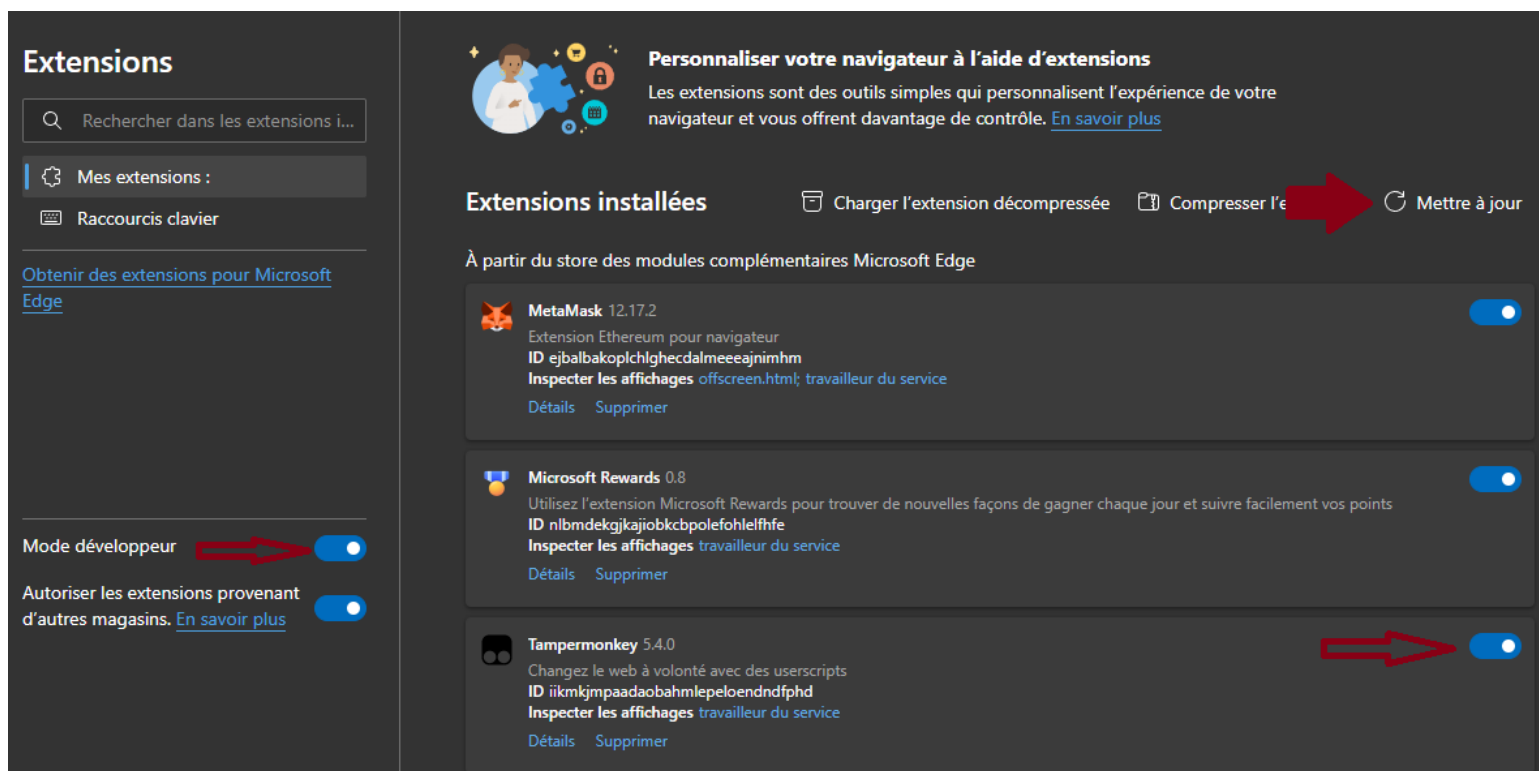 Extensions
Rechercher dans les extensions i...
Mes extensions :
Raccourcis clavier
Obtenir des extensions pour Microsoft
Edge
Mode développeur
Autoriser les extensions provenant
d'autres magasins. En savoir plus
Personnaliser votre navigateur à l'aide d'extensions
Les extensions sont des outils simples qui personnalisent l'expérience de votre
navigateur et vous offrent davantage de contrôle. En savoir plus
Extensions installées
Charger l'extension décompressée
Compresser l'e
Mettre à jour
À partir du store des modules complémentaires Microsoft Edge
MetaMask 12.17.2
Extension Ethereum pour navigateur
ID ejbalbakoplchlghecdalmeeeajnimhm
Inspecter les affichages offscreen.html; travailleur du service
Détails Supprimer
Microsoft Rewards 0.8
Utilisez l'extension Microsoft Rewards pour trouver de nouvelles façons de gagner chaque jour et suivre facilement vos points
ID nlbmdekgjkajiobkcbpolefohlelfhfe
Inspecter les affichages travailleur du service
Détails Supprimer
Tampermonkey 5.4.0
Changez le web à volonté avec des userscripts
ID iikmkjmpaadaobahmlepeloendndfphd
Inspecter les affichages travailleur du service
Détails Supprimer